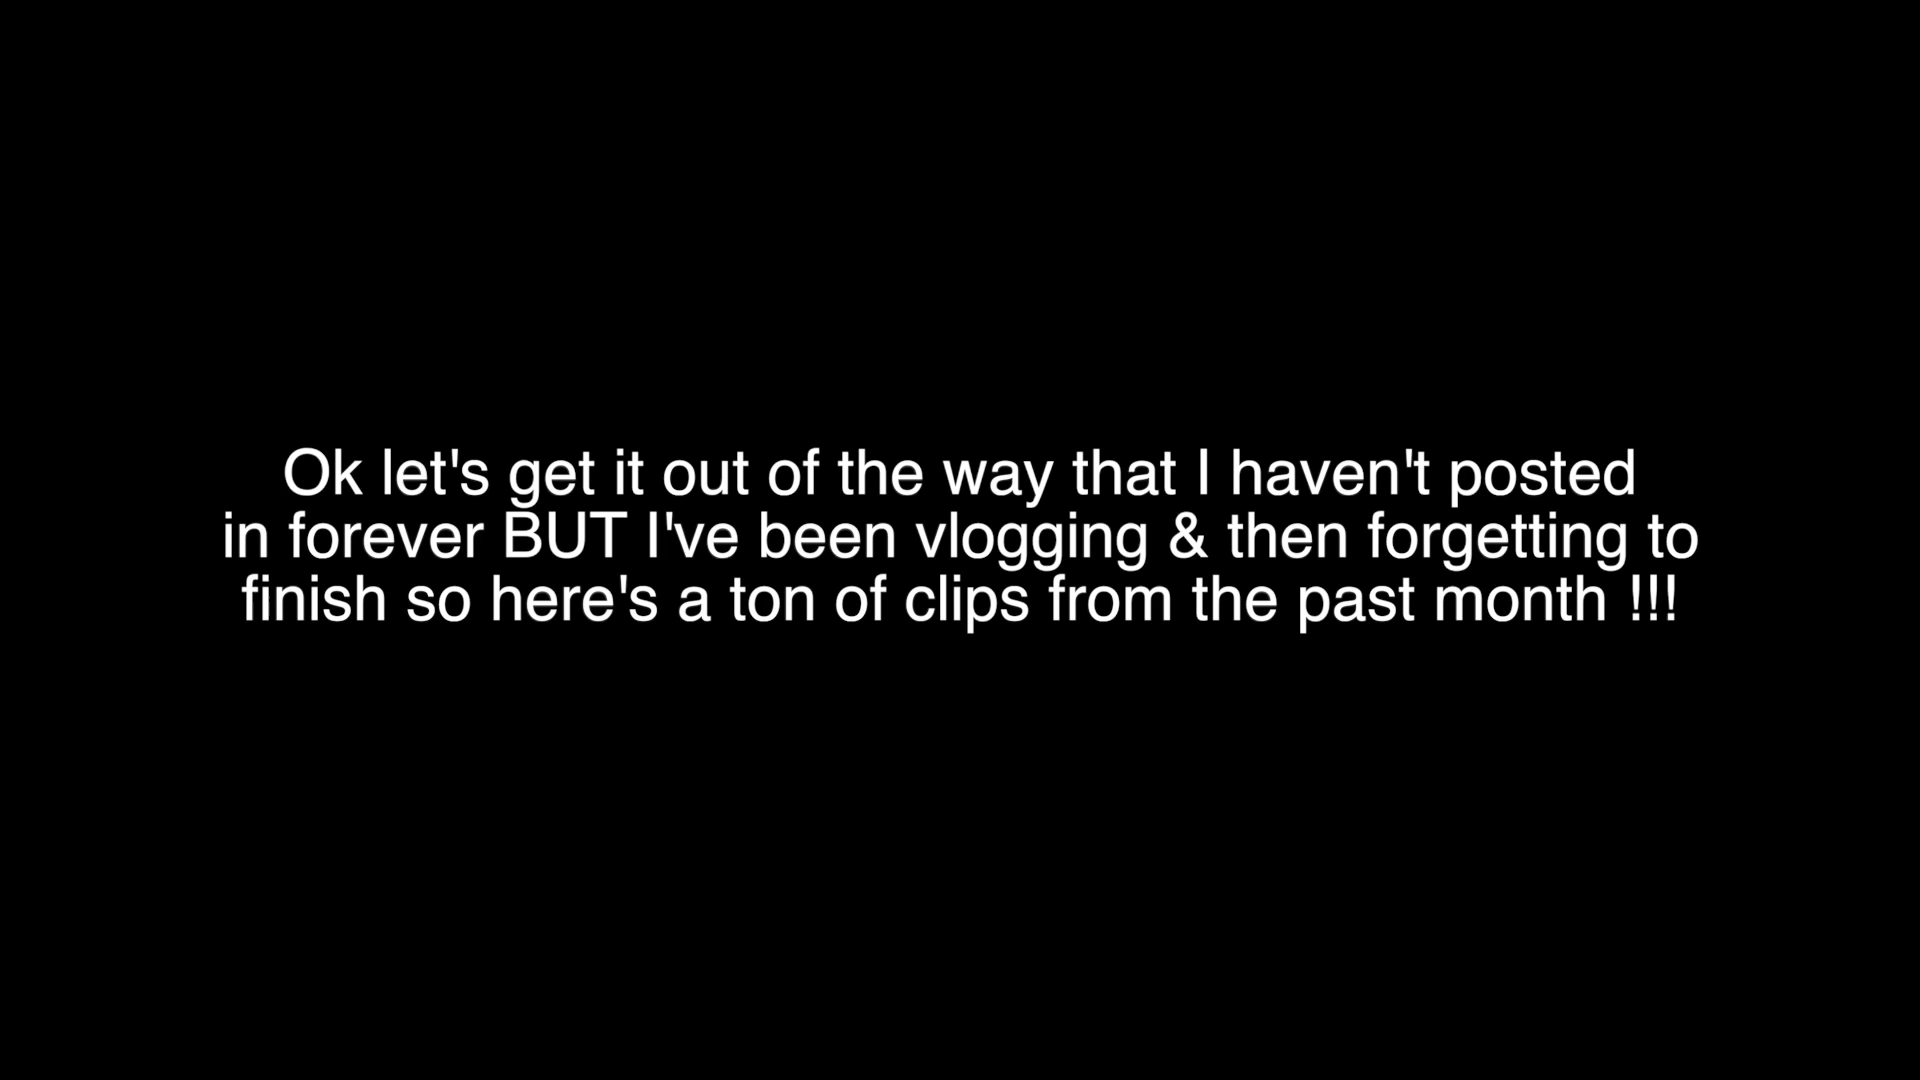 Ok let's get it out of the way that I haven't posted
in forever BUT I've been vlogging & then forgetting to
finish so here's a ton of clips from the past month !!!